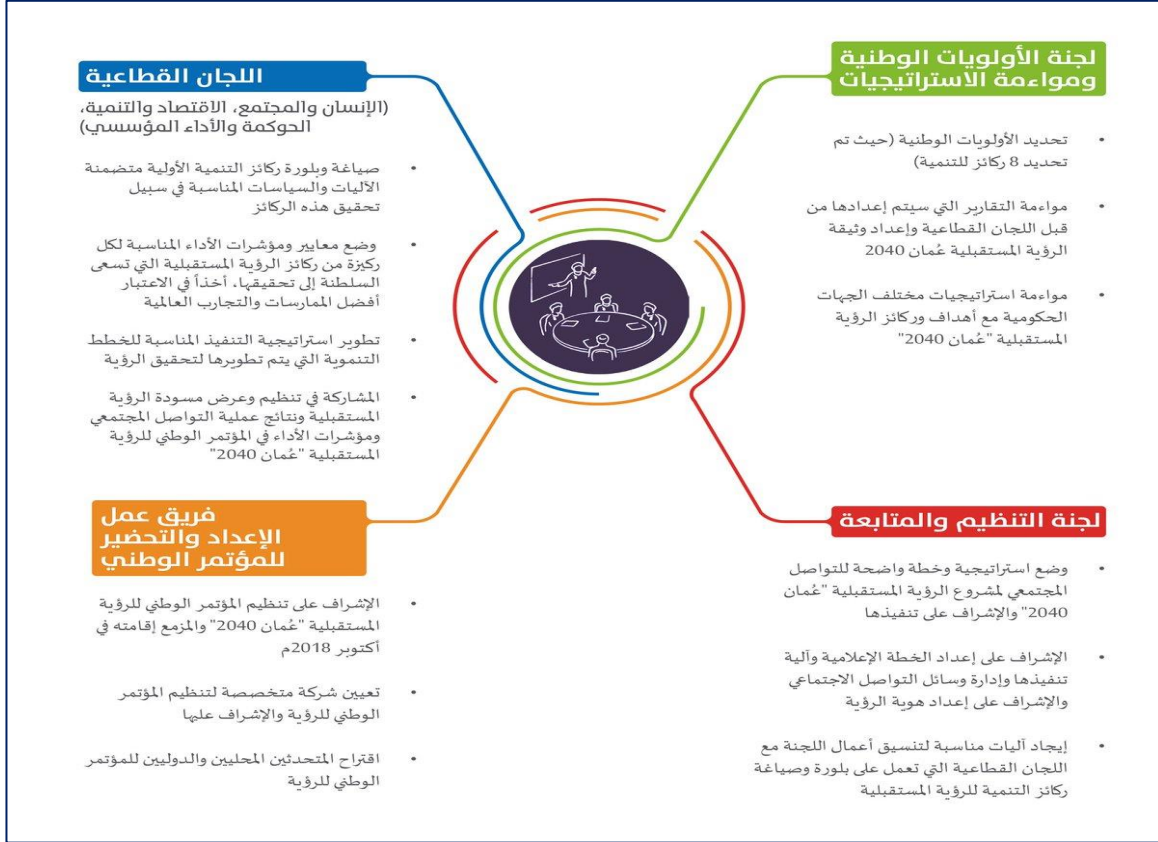 لجنة الأولويات الوطنية
ومواءمة الاستراتيجيات
• تحديد الأولويات الوطنية (حيث تم
تحديد 8 ركائز للتنمية)
• مواءمة التقارير التي سيتم إعدادها من
قبل اللجان القطاعية وإعداد وثيقة
الرؤية المستقبلية عُمان 2040
• مواءمة استراتيجيات مختلف الجهات
الحكومية مع أهداف وركائز الرؤية
المستقبلية "عُمان 2040"
اللجان القطاعية
(الإنسان والمجتمع، الاقتصاد والتنمية،
الحوكمة والأداء المؤسسي)
• صياغة وبلورة ركائز التنمية الأولية متضمنة
الآليات والسياسات المناسبة في سبيل
تحقيق هذه الركائز
• وضع معايير ومؤشرات الأداء المناسبة لكل
ركيزة من ركائز الرؤية المستقبلية التي تسعى
السلطنة إلى تحقيقها، أخذاً في الاعتبار
أفضل الممارسات والتجارب العالمية
• تطوير استراتيجية التنفيذ المناسبة للخطط
التنموية التي يتم تطويرها لتحقيق الرؤية
• المشاركة في تنظيم وعرض مسودة الرؤية
المستقبلية ونتائج عملية التواصل المجتمعي
ومؤشرات الأداء في المؤتمر الوطني للرؤية
المستقبلية "عُمان 2040"
لجنة التنظيم والمتابعة
• وضع استراتيجية وخطة واضحة للتواصل
المجتمعي لمشروع الرؤية المستقبلية "عُمان
2040" والإشراف على تنفيذها
• الإشراف على إعداد الخطة الإعلامية وآلية
تنفيذها وإدارة وسائل التواصل الاجتماعي
والإشراف على إعداد هوية الرؤية
• إيجاد آليات مناسبة لتنسيق أعمال اللجنة مع
اللجان القطاعية التي تعمل على بلورة وصياغة
ركائز التنمية للرؤية المستقبلية
فريق عمل
الإعداد والتحضير
للمؤتمر الوطني
• الإشراف على تنظيم المؤتمر الوطني للرؤية
المستقبلية "عُمان 2040" والمزمع إقامته في
أكتوبر 2018م
• تعيين شركة متخصصة لتنظيم المؤتمر
الوطني للرؤية والإشراف عليها
• اقتراح المتحدثين المحليين والدوليين للمؤتمر
الوطني للرؤية